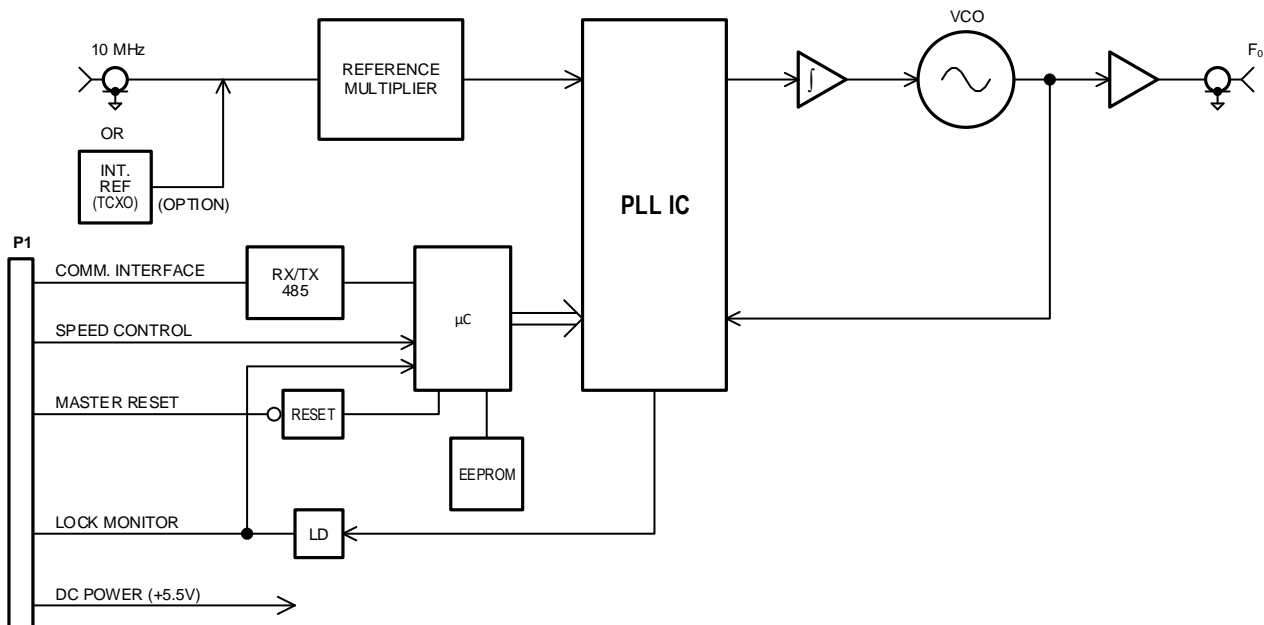 VCO
10 MHz
F₀
REFERENCE
MULTIPLIER
∫
OR
INT.
REF
(TCXO)
(OPTION)
PLL IC
P1
COMM. INTERFACE
RX/TX
485
SPEED CONTROL
µC
MASTER RESET
RESET
EEPROM
LOCK MONITOR
LD
DC POWER (+5.5V)